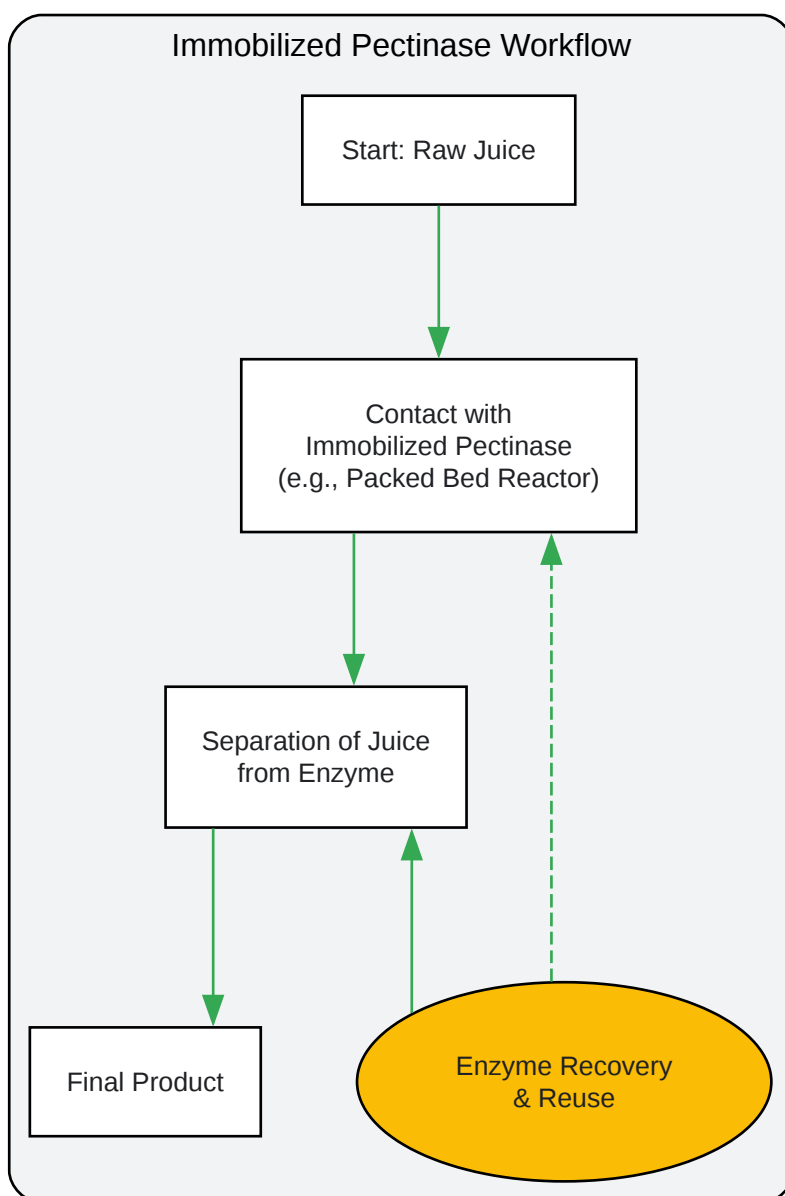 Immobilized Pectinase Workflow
Start: Raw Juice
Contact with
Immobilized Pectinase
(e.g., Packed Bed Reactor)
Separation of Juice
from Enzyme
Final Product
Enzyme Recovery
& Reuse